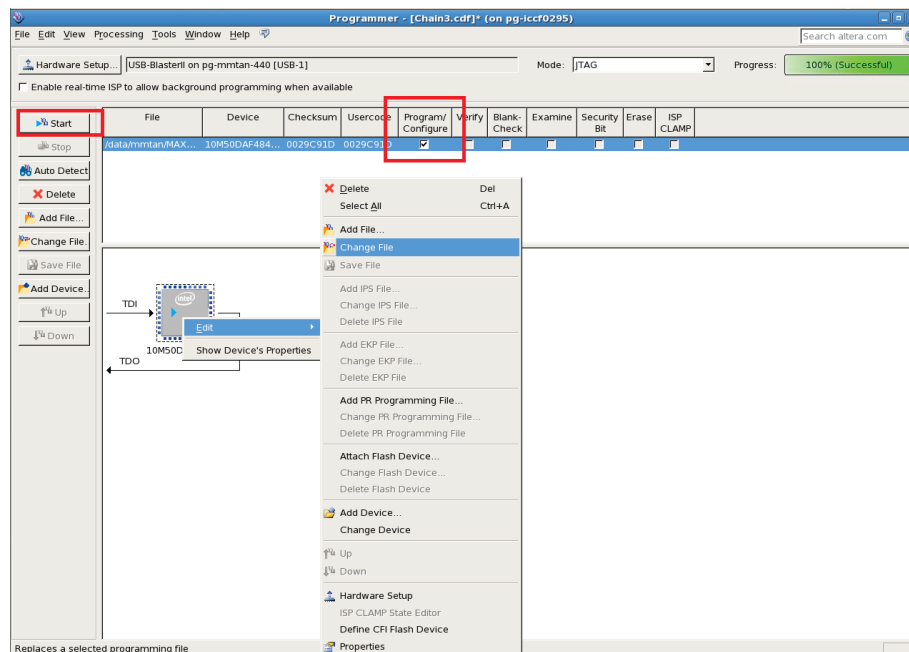 Programmer - [Chain3.cdf]* (on pg-iccf0295)
File Edit View Processing Tools Window Help
Search altera.com
Hardware Setup... USB-BlasterII on pg-mmtan-440 [USB-1] Mode: JTAG Progress: 100% (Successful)
Enable real-time ISP to allow background programming when available
Start
Stop
Auto Detect
Delete
Add File...
Change File.
Save File
Add Device.
Up
Down
File Device Checksum Usercode Program/ Configure Verify Blank- Check Examine Security Bit Erase ISP CLAMP
/data/mmtan/MAX... 10M50DAF484... 0029C91D 0029C91D
TDI
intel
10M50D
TDO
Edit
Show Device's Properties
Delete Del
Select All Ctrl+A
Add File...
Change File
Save File
Add IPS File...
Change IPS File...
Delete IPS File
Add EKP File...
Change EKP File...
Delete EKP File
Add PR Programming File...
Change PR Programming File...
Delete PR Programming File
Attach Flash Device...
Change Flash Device...
Delete Flash Device
Add Device...
Change Device
Up
Down
Hardware Setup
ISP CLAMP State Editor
Define CFI Flash Device
Properties
Replaces a selected programming file